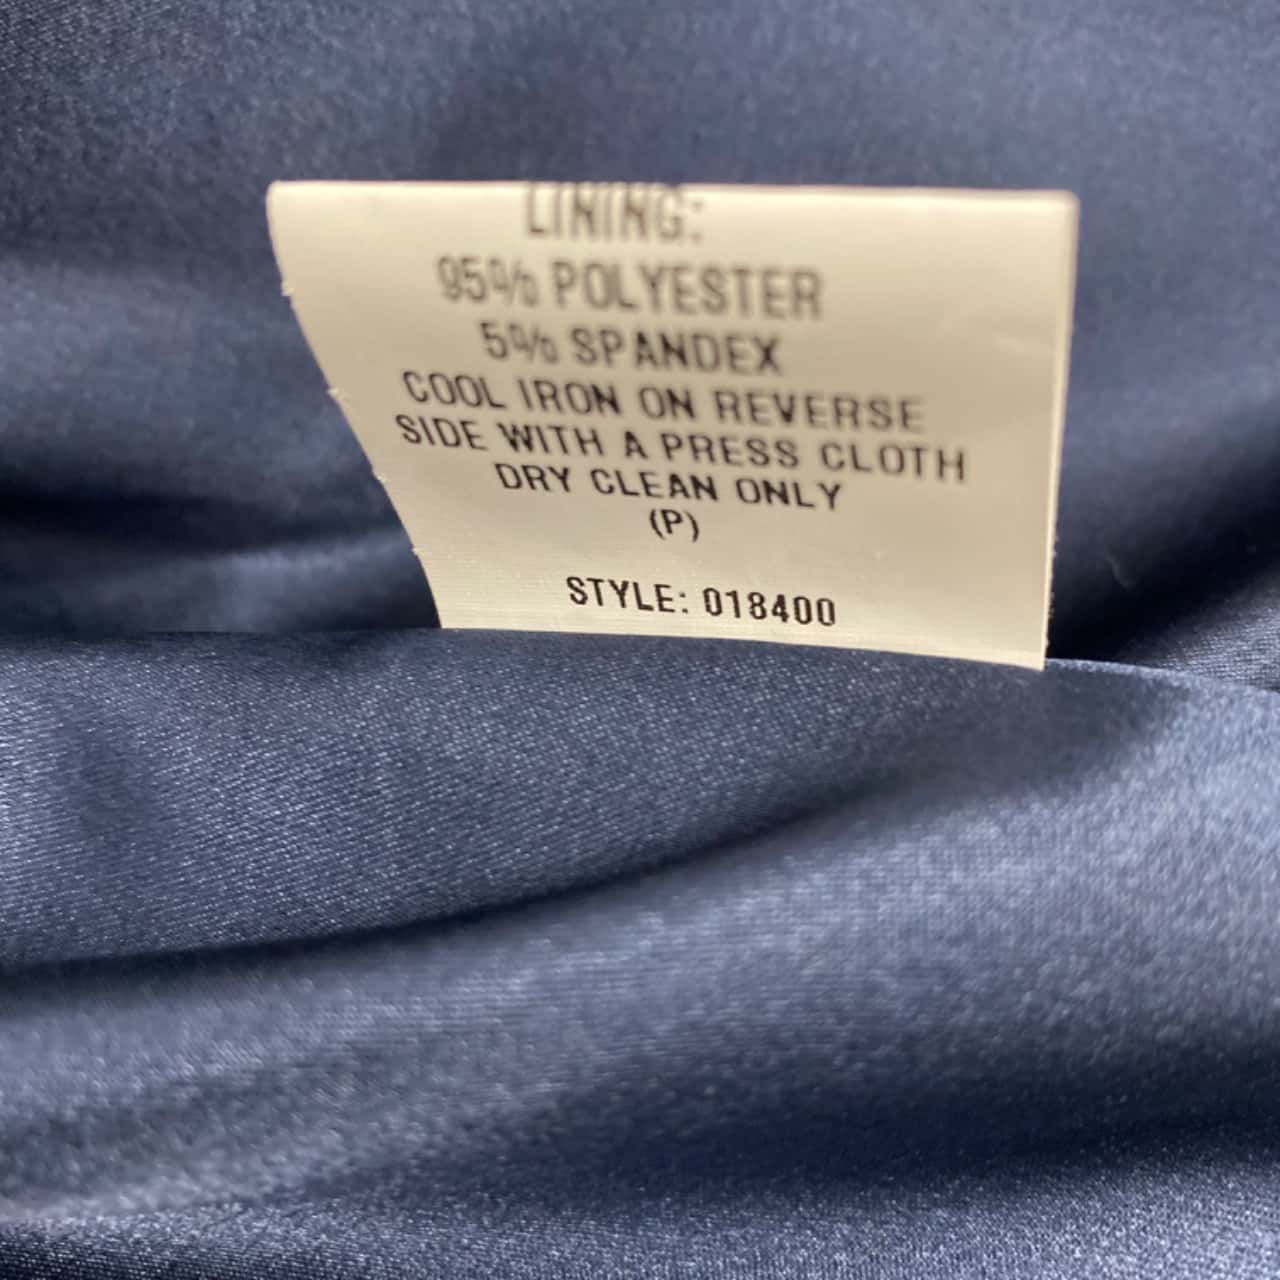 LINING:
95% POLYESTER
5% SPANDEX
COOL IRON ON REVERSE
SIDE WITH A PRESS CLOTH
DRY CLEAN ONLY
(P)
STYLE: 018400